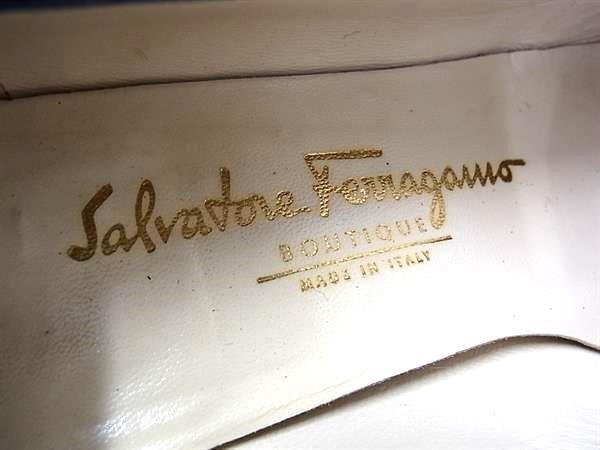 Salvatore Ferragamo
BOUTIQUE
MADE IN ITALY